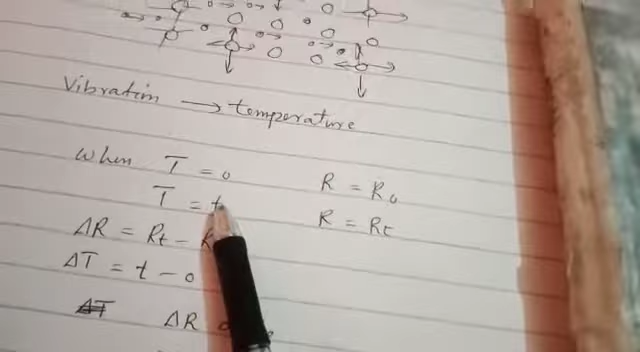 Vibration → temperature
When T = 0 R = R₀
T = t R = Rt
ΔR = Rt -
ΔT = t - 0
ΔR